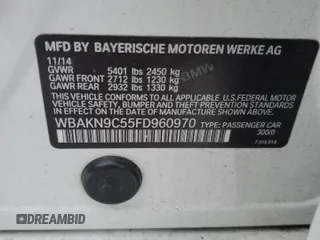 MFD BY BAYERISCHE MOTOREN WERKE AG
11/14
GVWR 5401 lbs 2450 kg
GAWR FRONT 2712 lbs 1230 kg
GAWR REAR 2932 lbs 1330 kg
BMW
THIS VEHICLE CONFORMS TO ALL APPLICABLE U.S. FEDERAL MOTOR
VEHICLE SAFETY, BUMPER, AND THEFT PREVENTION STANDARDS IN
EFFECT ON THE DATE OF MANUFACTURE SHOWN ABOVE.
WBAKN9C55FD960970 TYPE: PASSENGER CAR
300/0
DREAMBID